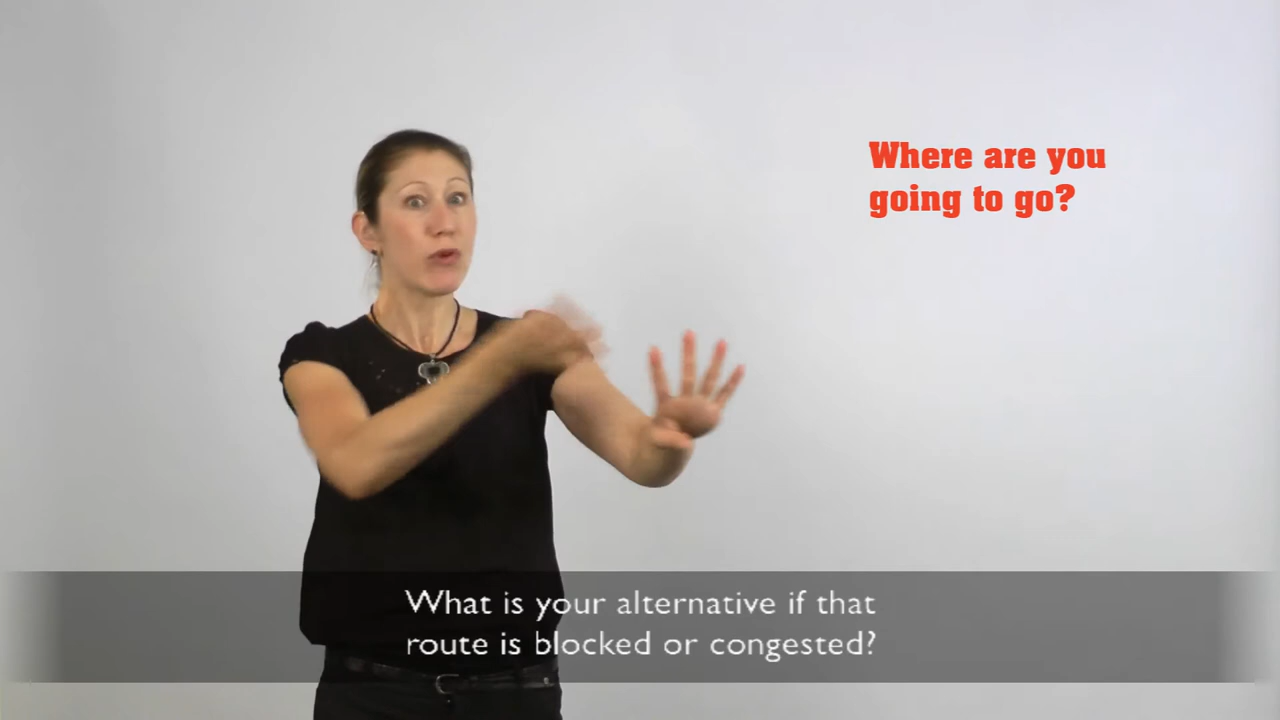 Where are you
going to go?
What is your alternative if that
route is blocked or congested?